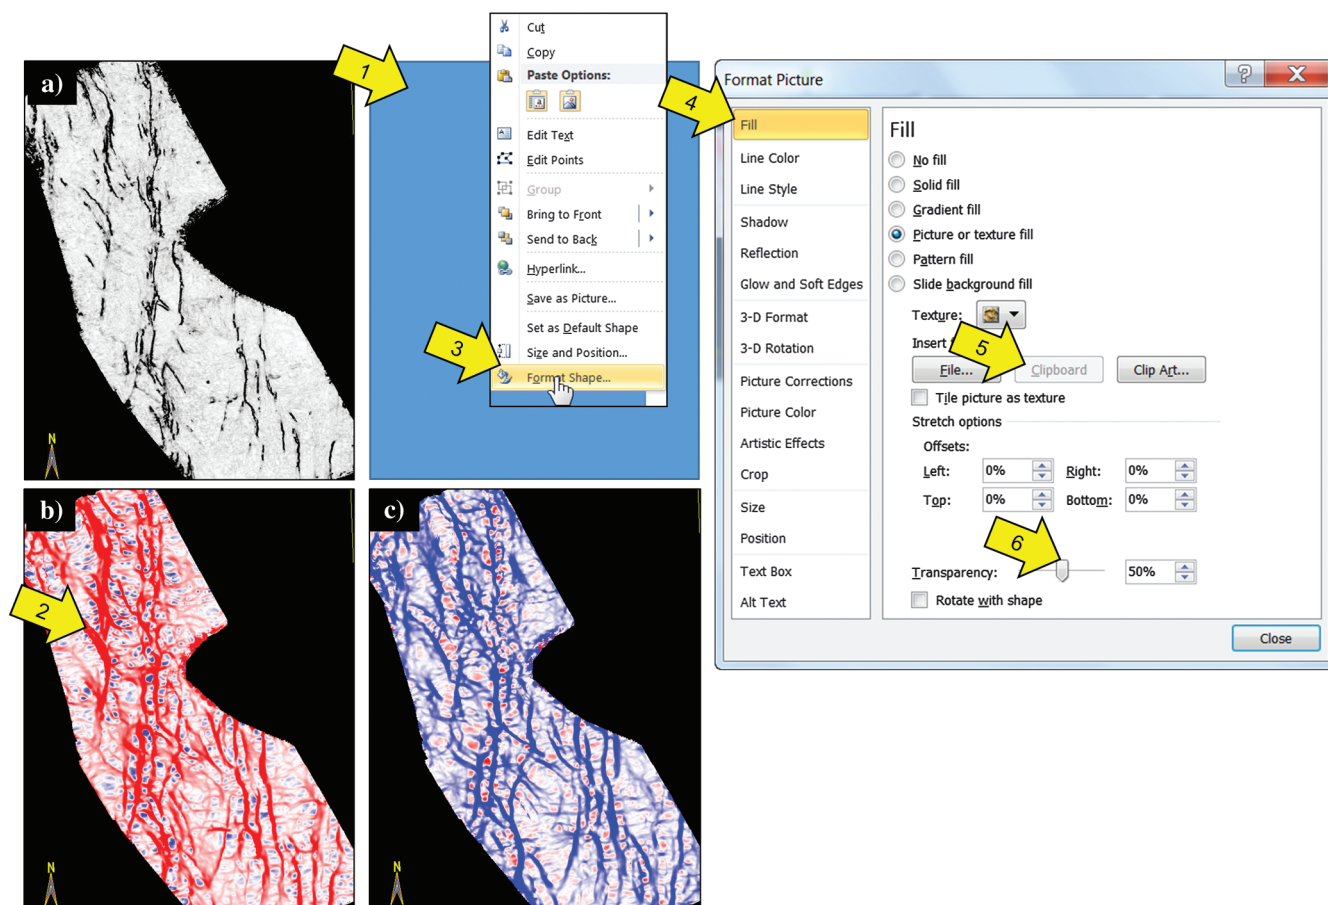 a)
N
1
Cut
Copy
Paste Options:
a
Edit Text
Edit Points
Group
Bring to Front
Send to Back
Hyperlink...
Save as Picture...
Set as Default Shape
3
Size and Position...
Format Shape...
b)
2
N
c)
N
Format Picture
?
X
4
Fill
Line Color
Line Style
Shadow
Reflection
Glow and Soft Edges
3-D Format
3-D Rotation
Picture Corrections
Picture Color
Artistic Effects
Crop
Size
Position
Text Box
Alt Text
Fill
No fill
Solid fill
Gradient fill
Picture or texture fill
Pattern fill
Slide background fill
Texture:
Insert
5
File... Clipboard Clip Art...
Tile picture as texture
Stretch options
Offsets:
Left: 0% Right: 0%
Top: 0% Bottom: 0%
6
Transparency: 50%
Rotate with shape
Close